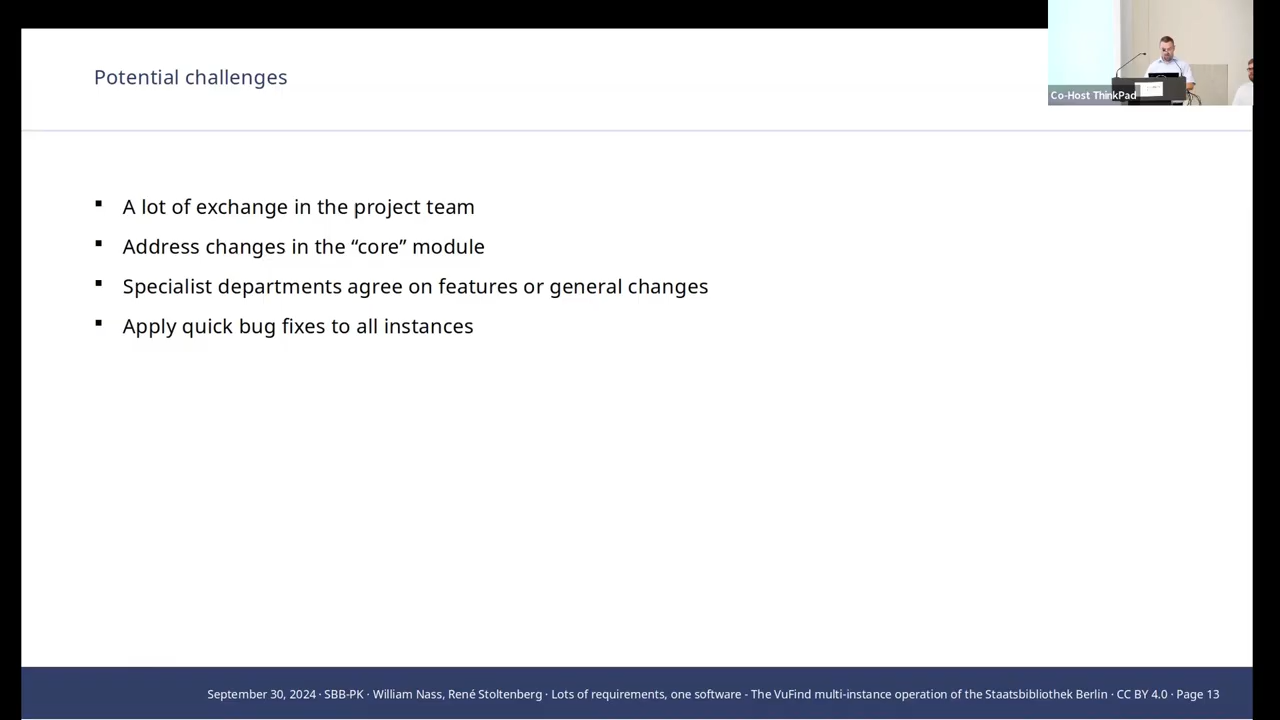 Potential challenges
Co-Host ThinkPad
▪ A lot of exchange in the project team
▪ Address changes in the “core” module
▪ Specialist departments agree on features or general changes
▪ Apply quick bug fixes to all instances
September 30, 2024 · SBB-PK · William Nass, René Stoltenberg · Lots of requirements, one software - The VuFind multi-instance operation of the Staatsbibliothek Berlin · CC BY 4.0 · Page 13